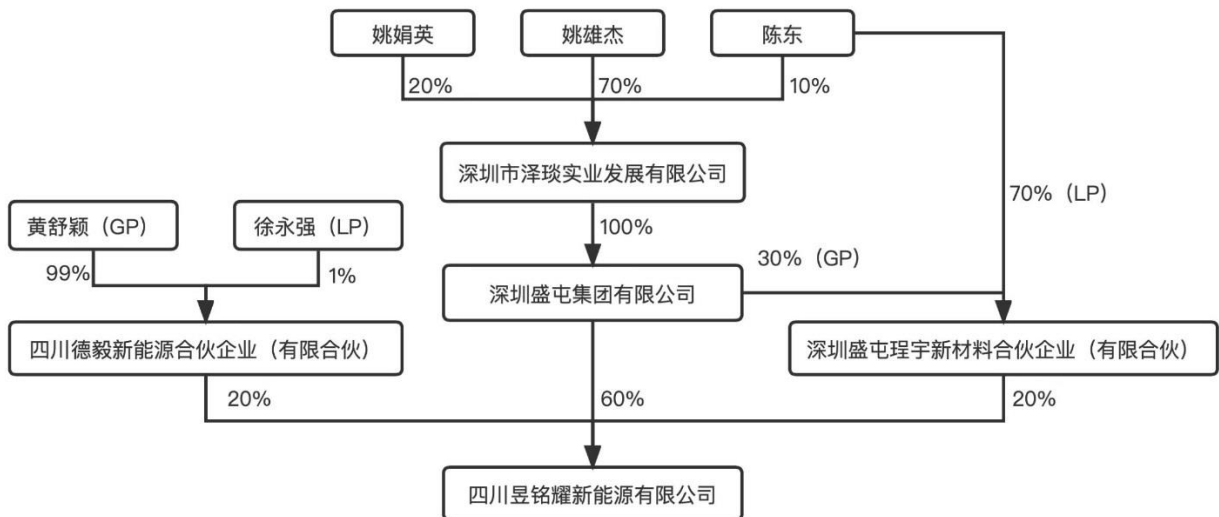 姚娟英
姚雄杰
陈东
20%
70%
10%
深圳市泽琰实业发展有限公司
70%（LP）
黄舒颖（GP）
徐永强（LP）
100%
99%
1%
30%（GP）
深圳盛屯集团有限公司
四川德毅新能源合伙企业（有限合伙）
深圳盛屯珵宇新材料合伙企业（有限合伙）
20%
60%
20%
四川昱铭耀新能源有限公司